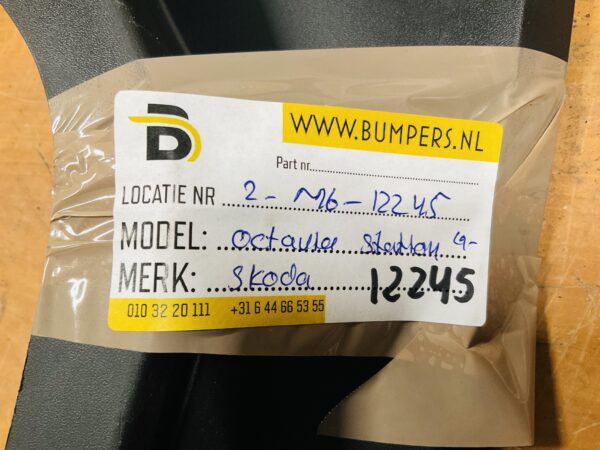 B
WWW.BUMPERS.NL
Part nr
LOCATIE NR 2-M6-12245
MODEL: Octavia Station
MERK: Skoda 12245
010 32 20 111 +31 6 44 66 53 55